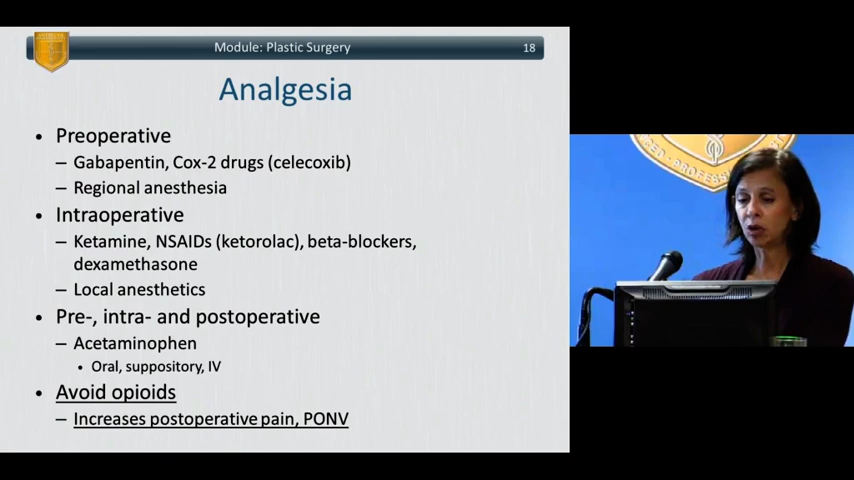 Module: Plastic Surgery
18
Analgesia
• Preoperative
– Gabapentin, Cox-2 drugs (celecoxib)
– Regional anesthesia
• Intraoperative
– Ketamine, NSAIDs (ketorolac), beta-blockers,
dexamethasone
– Local anesthetics
• Pre-, intra- and postoperative
– Acetaminophen
• Oral, suppository, IV
• Avoid opioids
– Increases postoperative pain, PONV